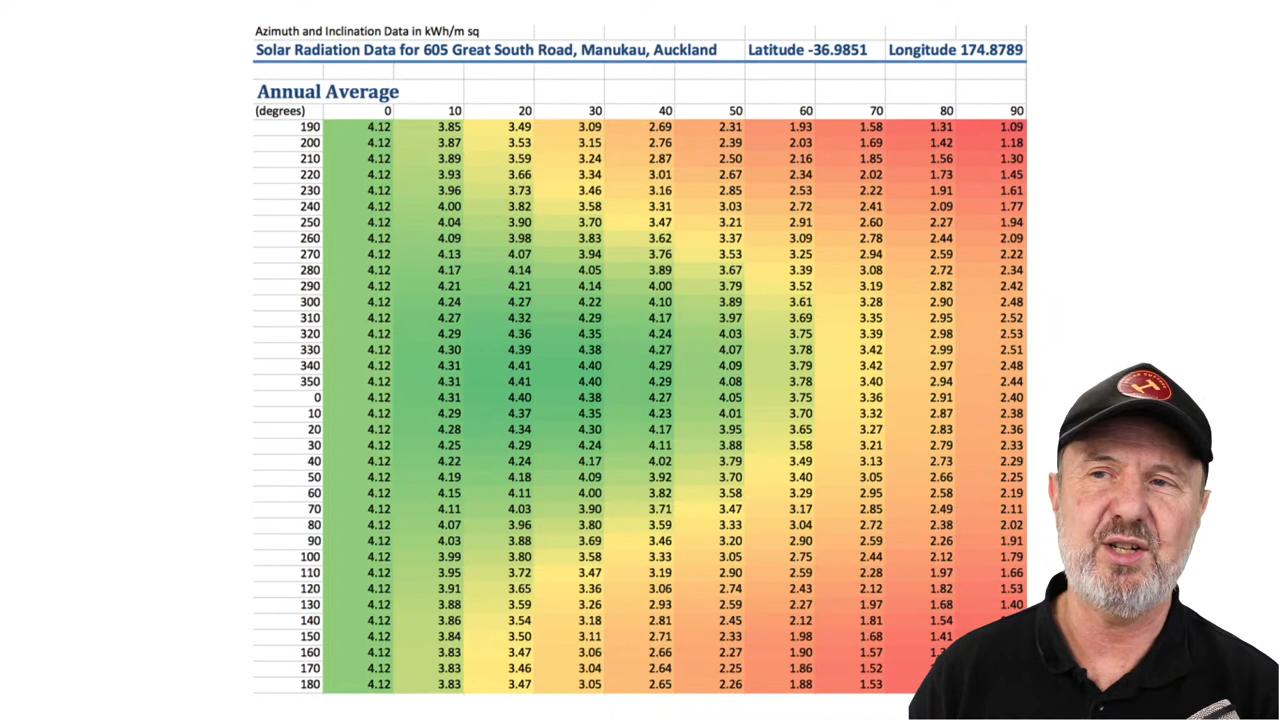 Azimuth and Inclination Data in kWh/m sq
Solar Radiation Data for 605 Great South Road, Manukau, Auckland Latitude -36.9851 Longitude 174.8789
Annual Average
(degrees) 0 10 20 30 40 50 60 70 80 90
190 4.12 3.85 3.49 3.09 2.69 2.31 1.93 1.58 1.31 1.09
200 4.12 3.87 3.53 3.15 2.76 2.39 2.03 1.69 1.42 1.18
210 4.12 3.89 3.59 3.24 2.87 2.50 2.16 1.85 1.56 1.30
220 4.12 3.93 3.66 3.34 3.01 2.67 2.34 2.02 1.73 1.45
230 4.12 3.96 3.73 3.46 3.16 2.85 2.53 2.22 1.91 1.61
240 4.12 4.00 3.82 3.58 3.31 3.03 2.72 2.41 2.09 1.77
250 4.12 4.04 3.90 3.70 3.47 3.21 2.91 2.60 2.27 1.94
260 4.12 4.09 3.98 3.83 3.62 3.37 3.09 2.78 2.44 2.09
270 4.12 4.13 4.07 3.94 3.76 3.53 3.25 2.94 2.59 2.22
280 4.12 4.17 4.14 4.05 3.89 3.67 3.39 3.08 2.72 2.34
290 4.12 4.21 4.21 4.14 4.00 3.79 3.52 3.19 2.82 2.42
300 4.12 4.24 4.27 4.22 4.10 3.89 3.61 3.28 2.90 2.48
310 4.12 4.27 4.32 4.29 4.17 3.97 3.69 3.35 2.95 2.52
320 4.12 4.29 4.36 4.35 4.24 4.03 3.75 3.39 2.98 2.53
330 4.12 4.30 4.39 4.38 4.27 4.07 3.78 3.42 2.99 2.51
340 4.12 4.31 4.41 4.40 4.29 4.09 3.79 3.42 2.97 2.48
350 4.12 4.31 4.41 4.40 4.29 4.08 3.78 3.40 2.94 2.44
0 4.12 4.31 4.40 4.38 4.27 4.05 3.75 3.36 2.91 2.40
10 4.12 4.29 4.37 4.35 4.23 4.01 3.70 3.32 2.87 2.38
20 4.12 4.28 4.34 4.30 4.17 3.95 3.65 3.27 2.83 2.36
30 4.12 4.25 4.29 4.24 4.11 3.88 3.58 3.21 2.79 2.33
40 4.12 4.22 4.24 4.17 4.02 3.79 3.49 3.13 2.73 2.29
50 4.12 4.19 4.18 4.09 3.92 3.70 3.40 3.05 2.66 2.25
60 4.12 4.15 4.11 4.00 3.82 3.58 3.29 2.95 2.58 2.19
70 4.12 4.11 4.03 3.90 3.71 3.47 3.17 2.85 2.49 2.11
80 4.12 4.07 3.96 3.80 3.59 3.33 3.04 2.72 2.38 2.02
90 4.12 4.03 3.88 3.69 3.46 3.20 2.90 2.59 2.26 1.91
100 4.12 3.99 3.80 3.58 3.33 3.05 2.75 2.44 2.12 1.79
110 4.12 3.95 3.72 3.47 3.19 2.90 2.59 2.28 1.97 1.66
120 4.12 3.91 3.65 3.36 3.06 2.74 2.43 2.12 1.82 1.53
130 4.12 3.88 3.59 3.26 2.93 2.59 2.27 1.97 1.68 1.40
140 4.12 3.86 3.54 3.18 2.81 2.45 2.12 1.81 1.54
150 4.12 3.84 3.50 3.11 2.71 2.33 1.98 1.68 1.41
160 4.12 3.83 3.47 3.06 2.66 2.27 1.90 1.57
170 4.12 3.83 3.46 3.04 2.64 2.25 1.86 1.52
180 4.12 3.83 3.47 3.05 2.65 2.26 1.88 1.53